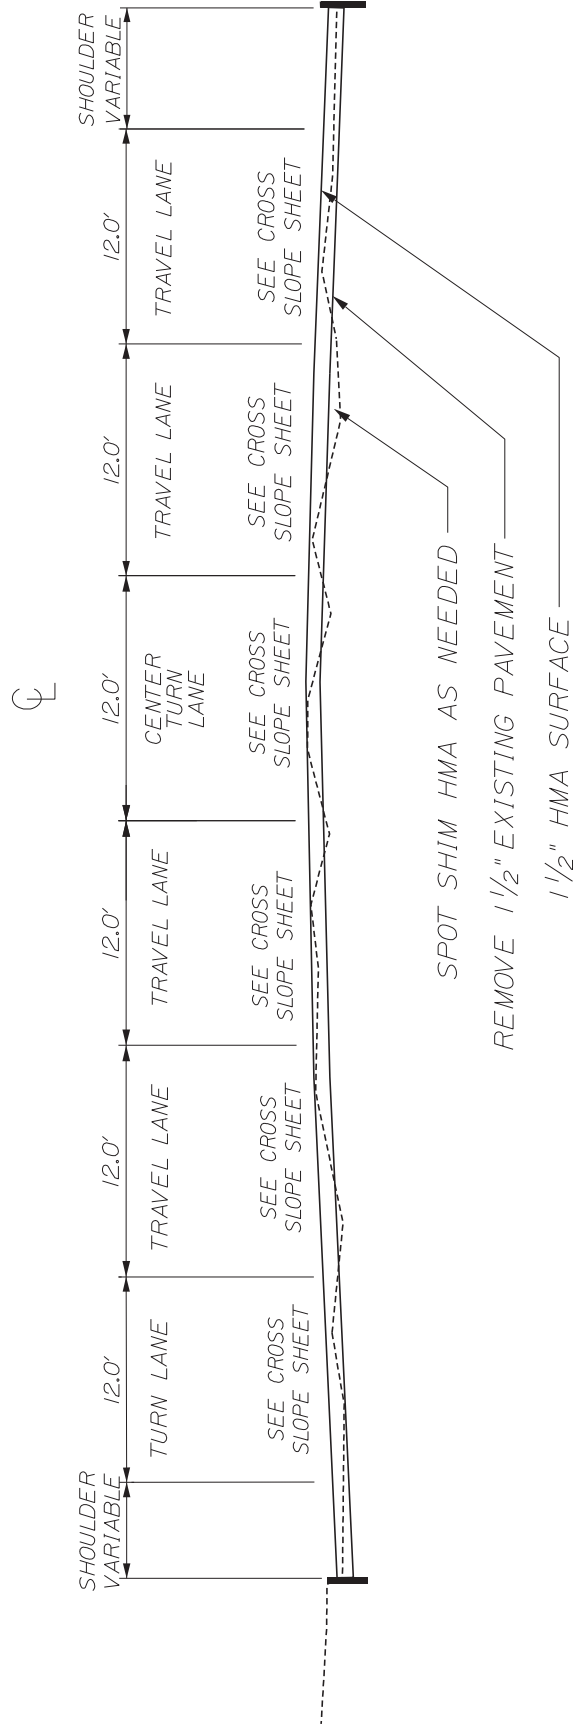 ℄
SHOULDER
VARIABLE
12.0'
TURN LANE
SEE CROSS
SLOPE SHEET
12.0'
TRAVEL LANE
SEE CROSS
SLOPE SHEET
12.0'
TRAVEL LANE
SEE CROSS
SLOPE SHEET
12.0'
CENTER
TURN
LANE
SEE CROSS
SLOPE SHEET
12.0'
TRAVEL LANE
SEE CROSS
SLOPE SHEET
12.0'
TRAVEL LANE
SEE CROSS
SLOPE SHEET
SHOULDER
VARIABLE
SPOT SHIM HMA AS NEEDED
REMOVE 1 1/2" EXISTING PAVEMENT
1 1/2" HMA SURFACE